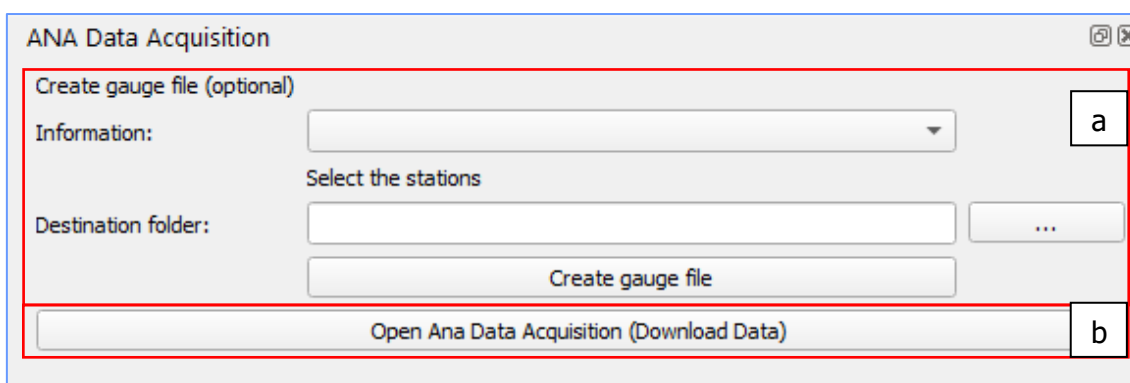 ANA Data Acquisition
Create gauge file (optional)
Information:
a
Select the stations
Destination folder:
...
Create gauge file
Open Ana Data Acquisition (Download Data)
b